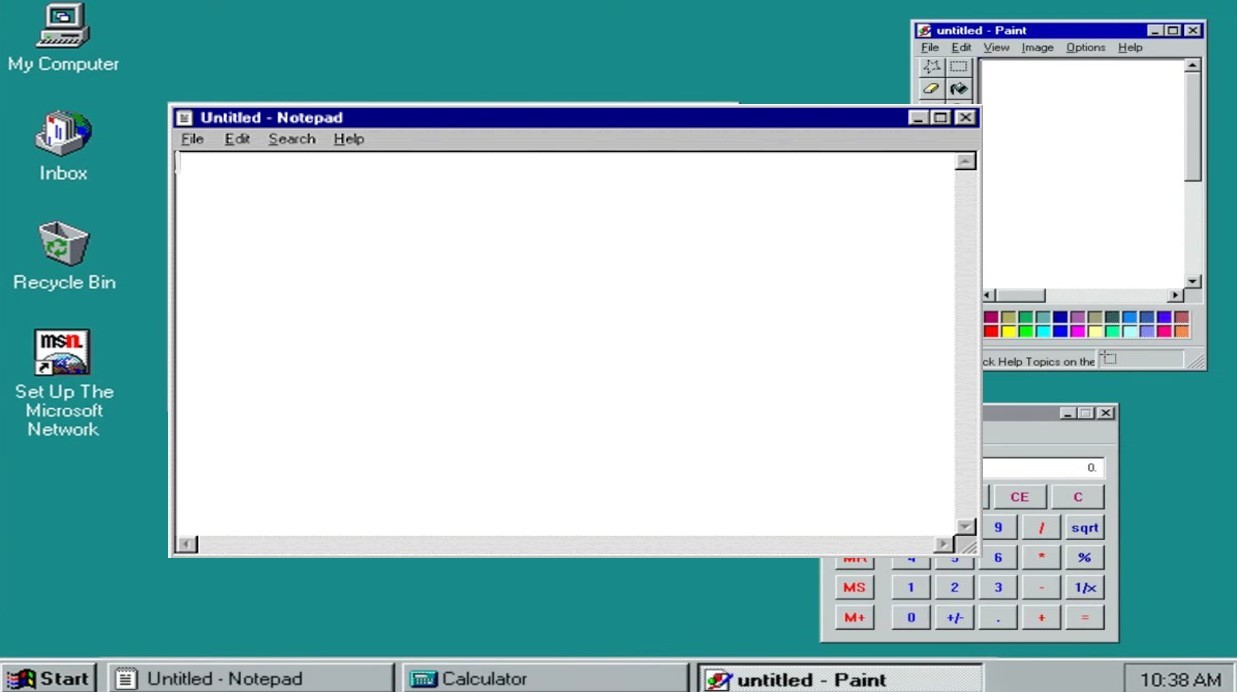 My Computer
Inbox
Recycle Bin
msn.
Set Up The
Microsoft
Network
untitled - Paint
File Edit View Image Options Help
Untitled - Notepad
File Edit Search Help
ck Help Topics on the
0.
CE C
9 / sqrt
MR 4 5 6 * %
MS 1 2 3 - 1/x
M+ 0 +/- . + =
Start Untitled - Notepad Calculator untitled - Paint 10:38 AM